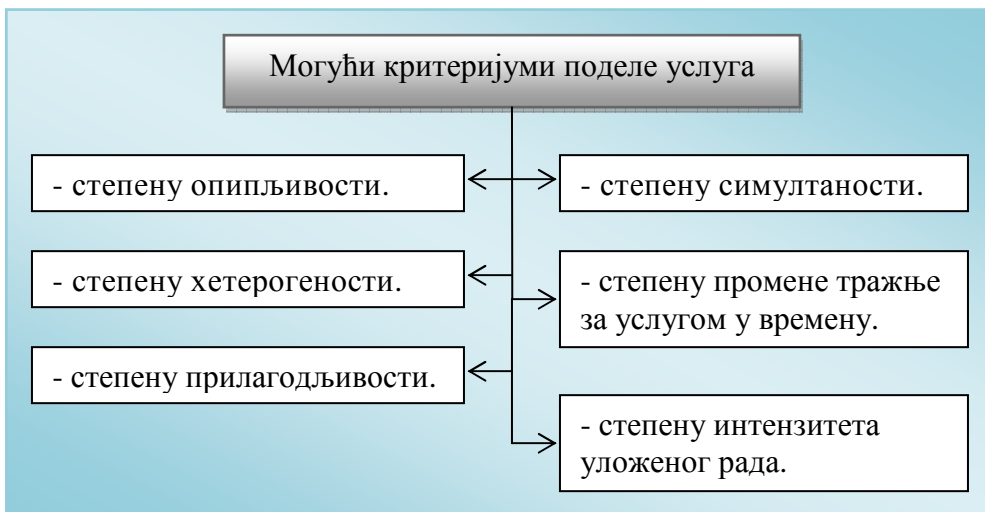 Могући критеријуми поделе услуга
- степену опипљивости.
- степену хетерогености.
- степену прилагодљивости.
- степену симултаности.
- степену промене тражње
за услугом у времену.
- степену интензитета
уложеног рада.